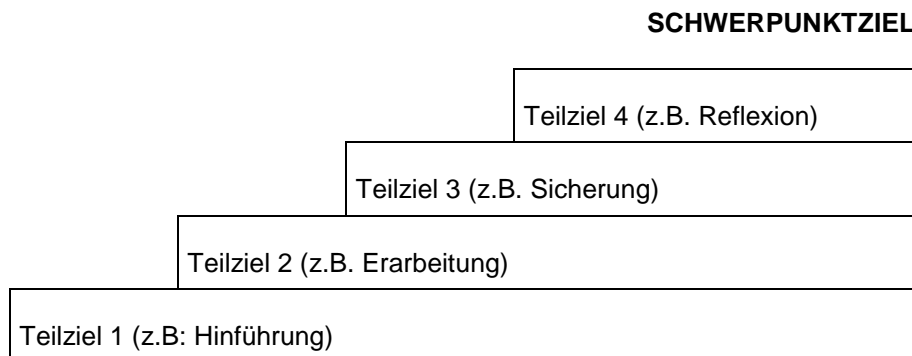 SCHWERPUNKTZIEL
Teilziel 4 (z.B. Reflexion)
Teilziel 3 (z.B. Sicherung)
Teilziel 2 (z.B. Erarbeitung)
Teilziel 1 (z.B: Hinführung)